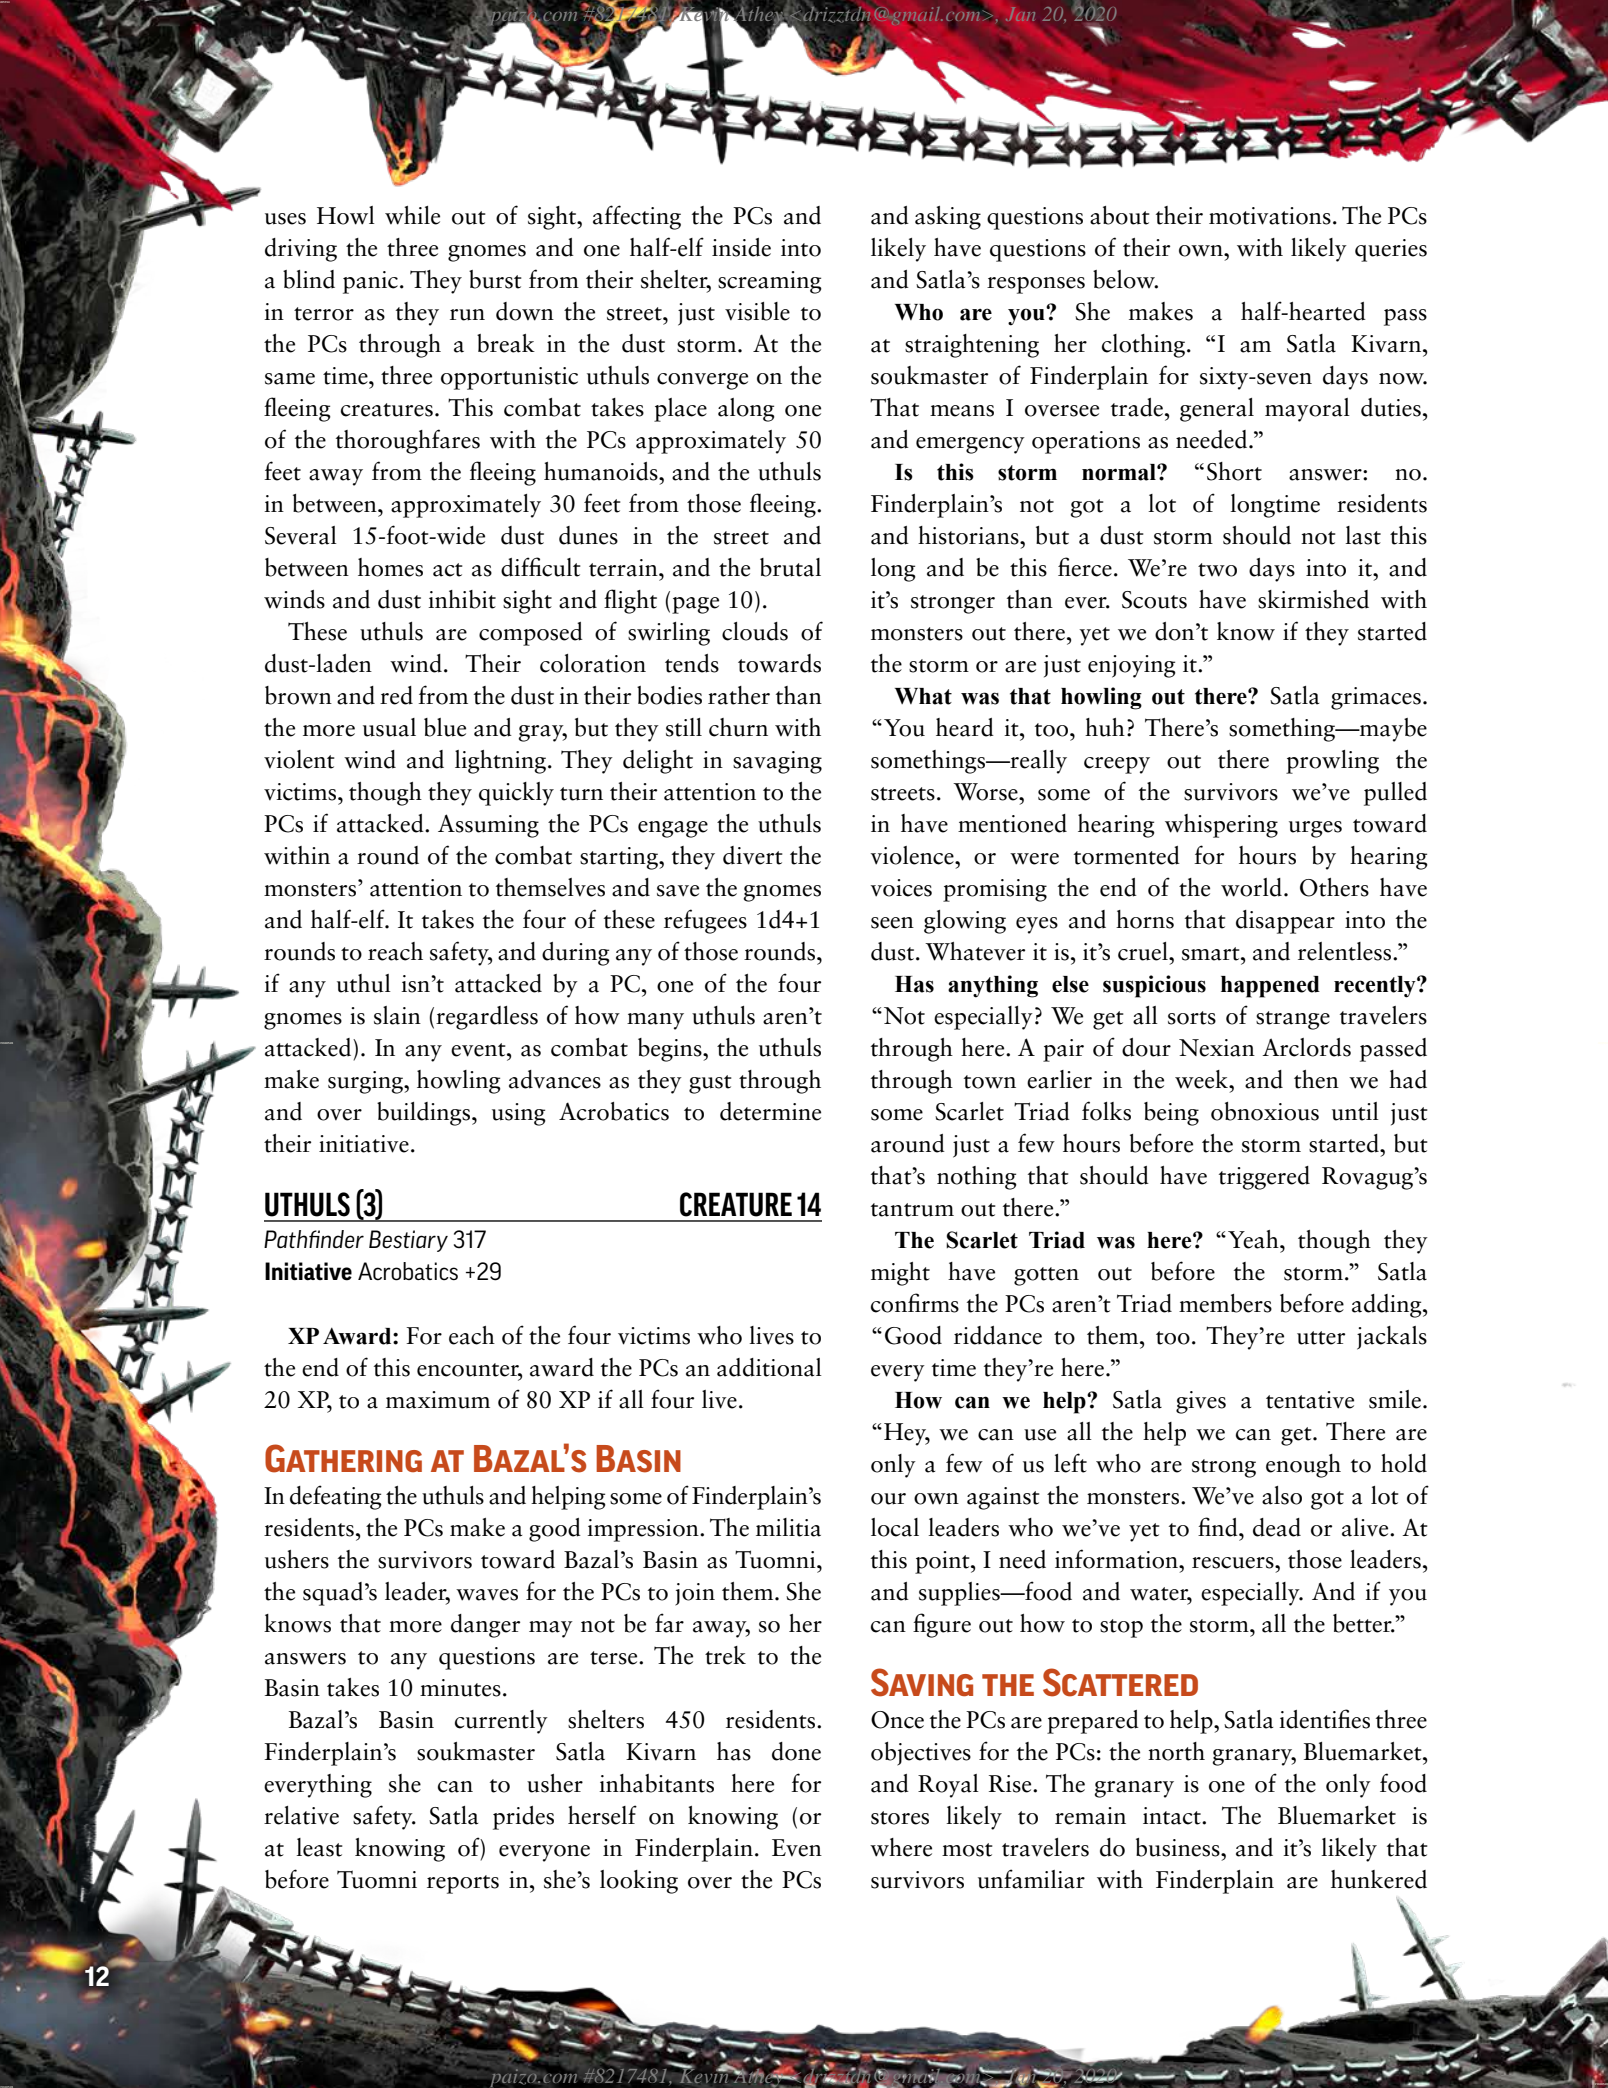 paizo.com #8217481, Kevin Athey <drizztdn@gmail.com>, Jan 20, 2020
uses Howl while out of sight, affecting the PCs and
driving the three gnomes and one half-elf inside into
a blind panic. They burst from their shelter, screaming
in terror as they run down the street, just visible to
the PCs through a break in the dust storm. At the
same time, three opportunistic uthuls converge on the
fleeing creatures. This combat takes place along one
of the thoroughfares with the PCs approximately 50
feet away from the fleeing humanoids, and the uthuls
in between, approximately 30 feet from those fleeing.
Several 15-foot-wide dust dunes in the street and
between homes act as difficult terrain, and the brutal
winds and dust inhibit sight and flight (page 10).
These uthuls are composed of swirling clouds of
dust-laden wind. Their coloration tends towards
brown and red from the dust in their bodies rather than
the more usual blue and gray, but they still churn with
violent wind and lightning. They delight in savaging
victims, though they quickly turn their attention to the
PCs if attacked. Assuming the PCs engage the uthuls
within a round of the combat starting, they divert the
monsters’ attention to themselves and save the gnomes
and half-elf. It takes the four of these refugees 1d4+1
rounds to reach safety, and during any of those rounds,
if any uthul isn’t attacked by a PC, one of the four
gnomes is slain (regardless of how many uthuls aren’t
attacked). In any event, as combat begins, the uthuls
make surging, howling advances as they gust through
and over buildings, using Acrobatics to determine
their initiative.
UTHULS (3) CREATURE 14
Pathfinder Bestiary 317
Initiative Acrobatics +29
XP Award: For each of the four victims who lives to
the end of this encounter, award the PCs an additional
20 XP, to a maximum of 80 XP if all four live.
GATHERING AT BAZAL’S BASIN
In defeating the uthuls and helping some of Finderplain’s
residents, the PCs make a good impression. The militia
ushers the survivors toward Bazal’s Basin as Tuomni,
the squad’s leader, waves for the PCs to join them. She
knows that more danger may not be far away, so her
answers to any questions are terse. The trek to the
Basin takes 10 minutes.
Bazal’s Basin currently shelters 450 residents.
Finderplain’s soukmaster Satla Kivarn has done
everything she can to usher inhabitants here for
relative safety. Satla prides herself on knowing (or
at least knowing of) everyone in Finderplain. Even
before Tuomni reports in, she’s looking over the PCs
and asking questions about their motivations. The PCs
likely have questions of their own, with likely queries
and Satla’s responses below.
Who are you? She makes a half-hearted pass
at straightening her clothing. “I am Satla Kivarn,
soukmaster of Finderplain for sixty-seven days now.
That means I oversee trade, general mayoral duties,
and emergency operations as needed.”
Is this storm normal? “Short answer: no.
Finderplain’s not got a lot of longtime residents
and historians, but a dust storm should not last this
long and be this fierce. We’re two days into it, and
it’s stronger than ever. Scouts have skirmished with
monsters out there, yet we don’t know if they started
the storm or are just enjoying it.”
What was that howling out there? Satla grimaces.
“You heard it, too, huh? There’s something—maybe
somethings—really creepy out there prowling the
streets. Worse, some of the survivors we’ve pulled
in have mentioned hearing whispering urges toward
violence, or were tormented for hours by hearing
voices promising the end of the world. Others have
seen glowing eyes and horns that disappear into the
dust. Whatever it is, it’s cruel, smart, and relentless.”
Has anything else suspicious happened recently?
“Not especially? We get all sorts of strange travelers
through here. A pair of dour Nexian Arclords passed
through town earlier in the week, and then we had
some Scarlet Triad folks being obnoxious until just
around just a few hours before the storm started, but
that’s nothing that should have triggered Rovagug’s
tantrum out there.”
The Scarlet Triad was here? “Yeah, though they
might have gotten out before the storm.” Satla
confirms the PCs aren’t Triad members before adding,
“Good riddance to them, too. They’re utter jackals
every time they’re here.”
How can we help? Satla gives a tentative smile.
“Hey, we can use all the help we can get. There are
only a few of us left who are strong enough to hold
our own against the monsters. We’ve also got a lot of
local leaders who we’ve yet to find, dead or alive. At
this point, I need information, rescuers, those leaders,
and supplies—food and water, especially. And if you
can figure out how to stop the storm, all the better.”
SAVING THE SCATTERED
Once the PCs are prepared to help, Satla identifies three
objectives for the PCs: the north granary, Bluemarket,
and Royal Rise. The granary is one of the only food
stores likely to remain intact. The Bluemarket is
where most travelers do business, and it’s likely that
survivors unfamiliar with Finderplain are hunkered
12
paizo.com #8217481, Kevin Athey <drizztdn@gmail.com>, Jan 20, 2020